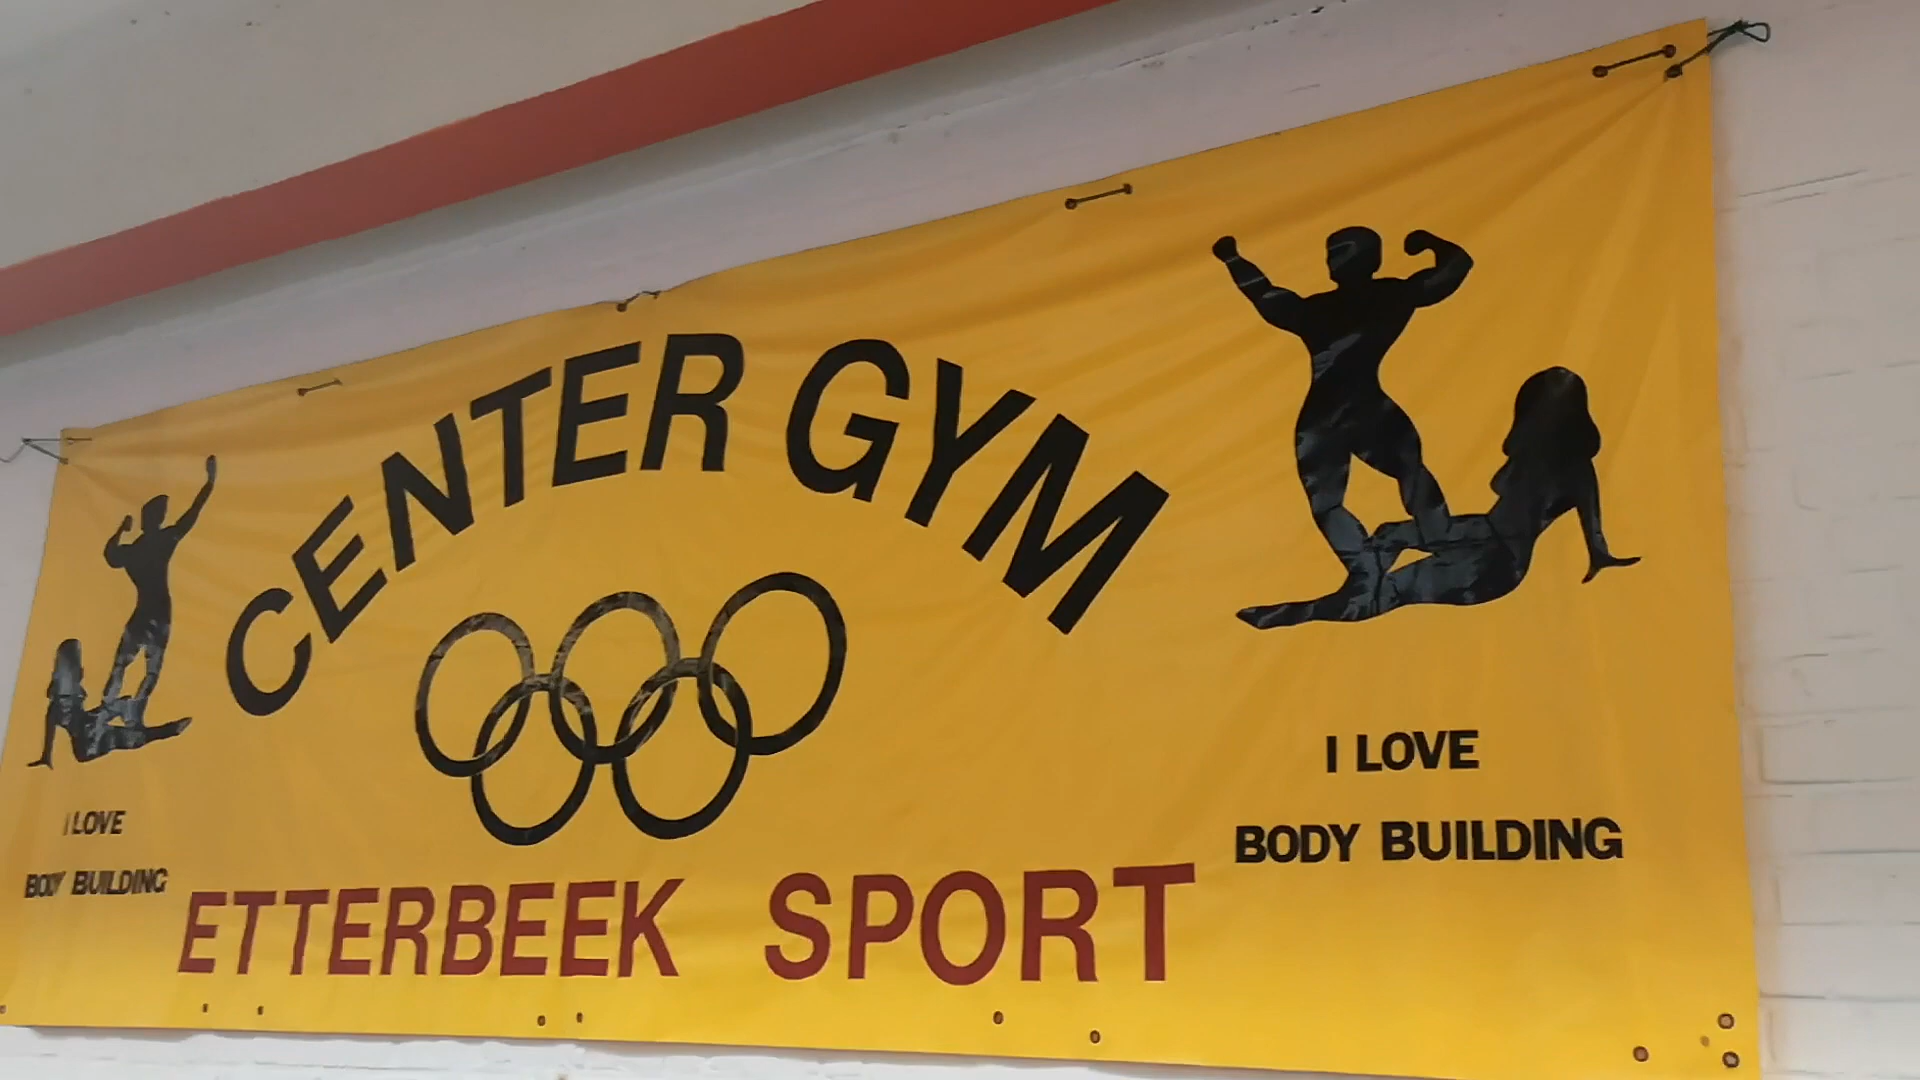 CENTER GYM
I LOVE
BODY BUILDING
I LOVE
BODY BUILDING
ETTERBEEK SPORT